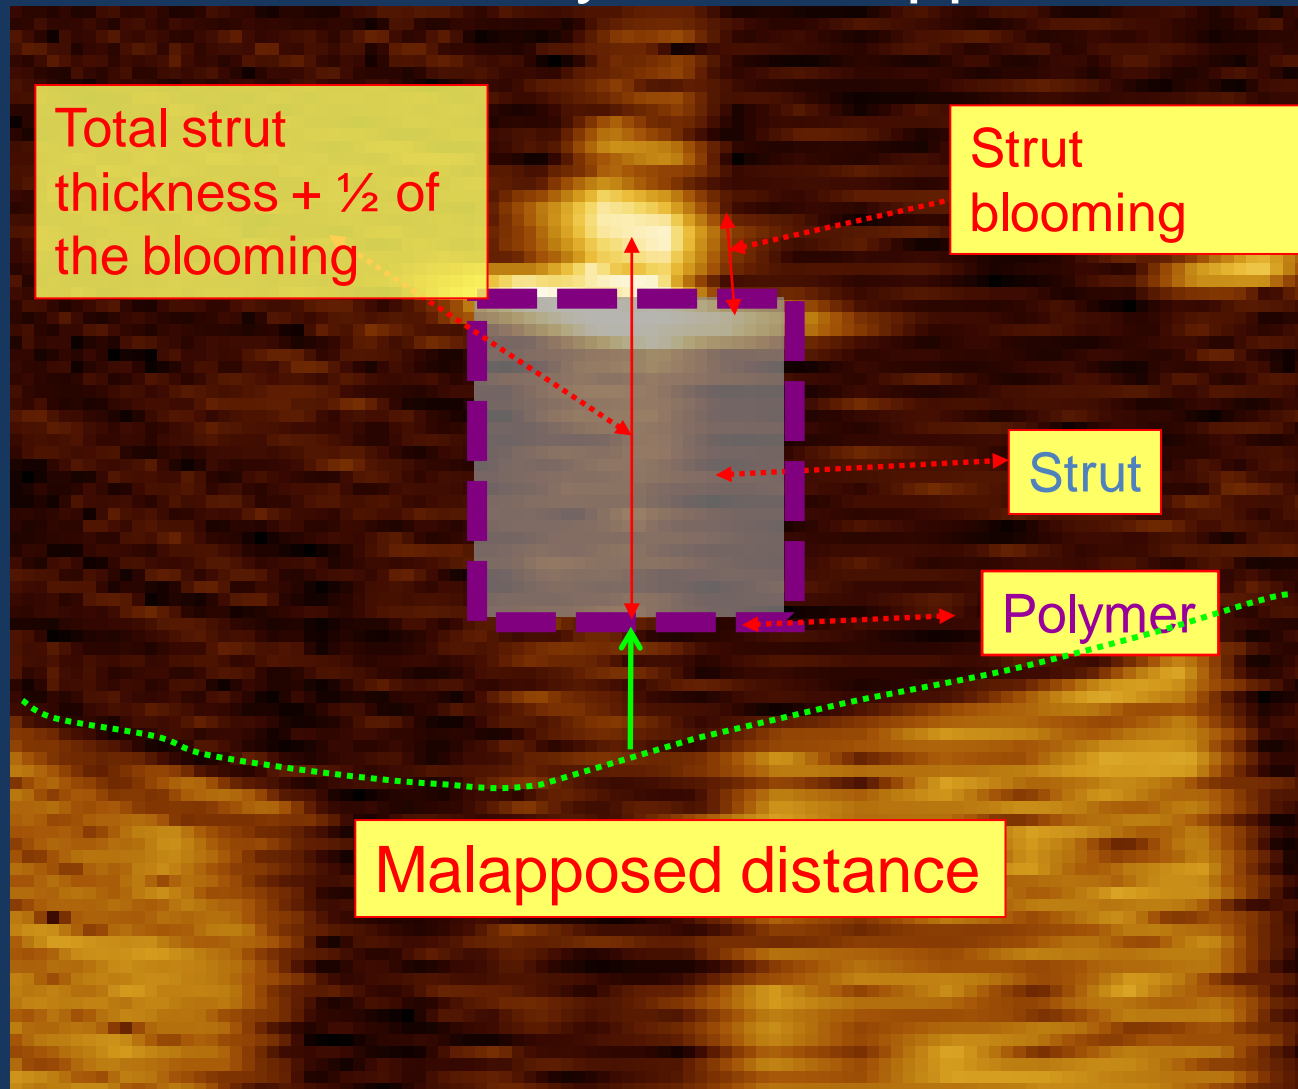 Total strut
thickness + ½ of
the blooming
Strut
blooming
Strut
Polymer
Malapposed distance